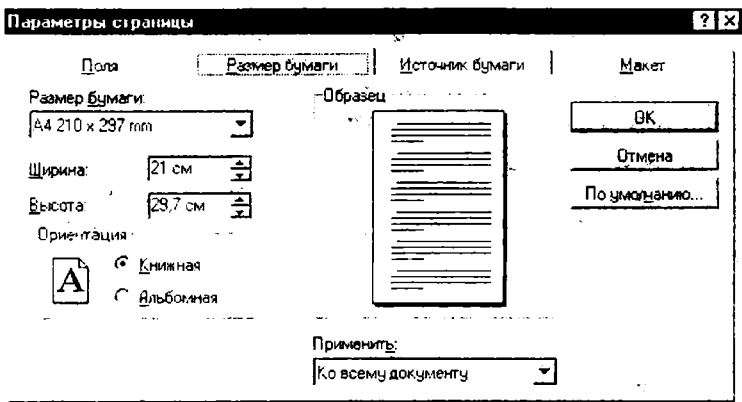 Параметры страницы
Поля Размер бумаги Источник бумаги Макет
Размер бумаги:
A4 210 x 297 mm
Ширина: 21 см
Высота: 29,7 см
Ориентация
A
Книжная
Альбомная
Образец
OK
Отмена
По умолчанию...
Применить:
Ко всему документу